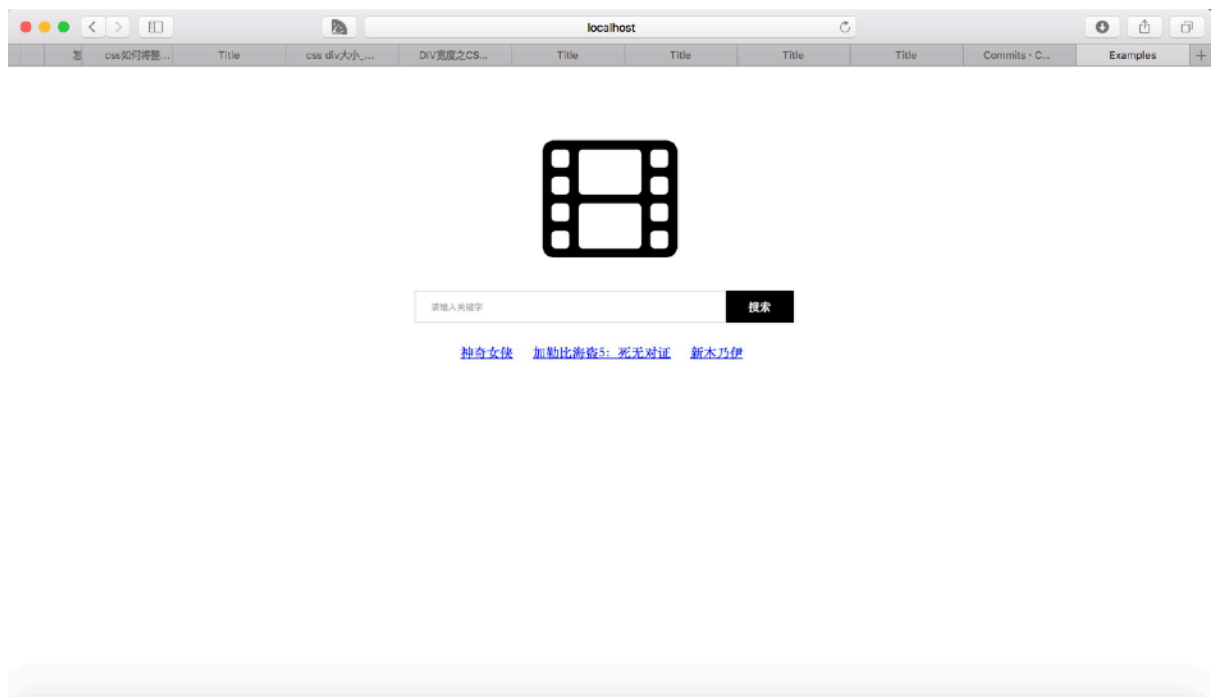 localhost
怎 css如何将整... Title css div大小_... DIV宽度之CS... Title Title Title Title Commits · C... Examples
请输入关键字 搜索
神奇女侠 加勒比海盗5：死无对证 新木乃伊